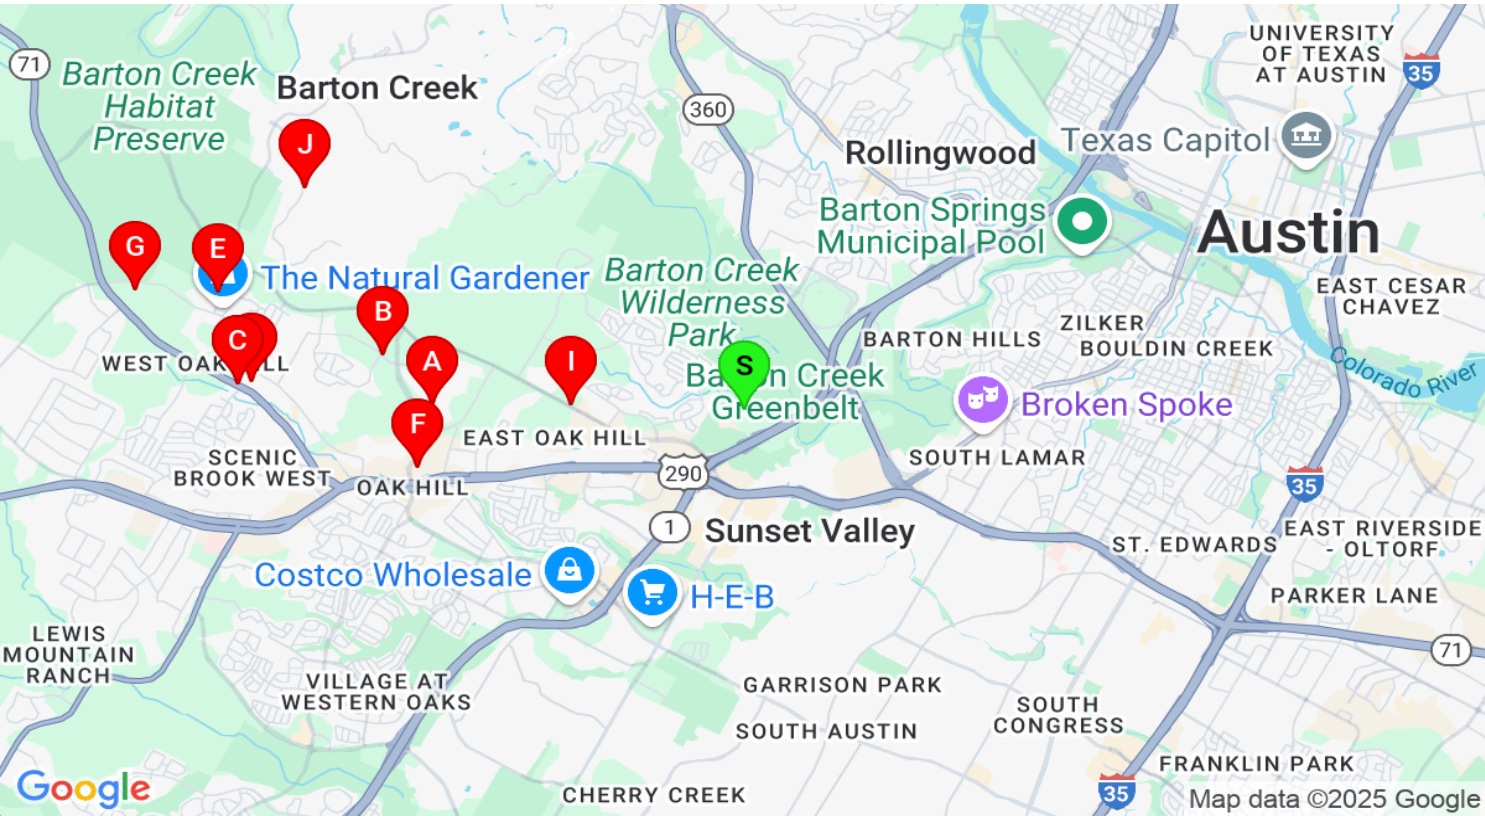 UNIVERSITY
OF TEXAS
AT AUSTIN
71
Barton Creek
Habitat
Preserve
Barton Creek
35
360
J
Texas Capitol
Rollingwood
Barton Springs
Municipal Pool
Austin
G
E
The Natural Gardener
Barton Creek
Wilderness
Park
EAST CESAR
CHAVEZ
B
ZILKER
BARTON HILLS
BOULDIN CREEK
C
WEST OAK HILL
A
I
S
Barton Creek
Greenbelt
Colorado River
Broken Spoke
F
EAST OAK HILL
SCENIC
BROOK WEST
OAK HILL
290
SOUTH LAMAR
35
1
Sunset Valley
EAST RIVERSIDE
- OLTORF
ST. EDWARDS
Costco Wholesale
H-E-B
PARKER LANE
LEWIS
MOUNTAIN
RANCH
71
VILLAGE AT
WESTERN OAKS
GARRISON PARK
SOUTH
CONGRESS
SOUTH AUSTIN
FRANKLIN PARK
Google
CHERRY CREEK
35
Map data ©2025 Google